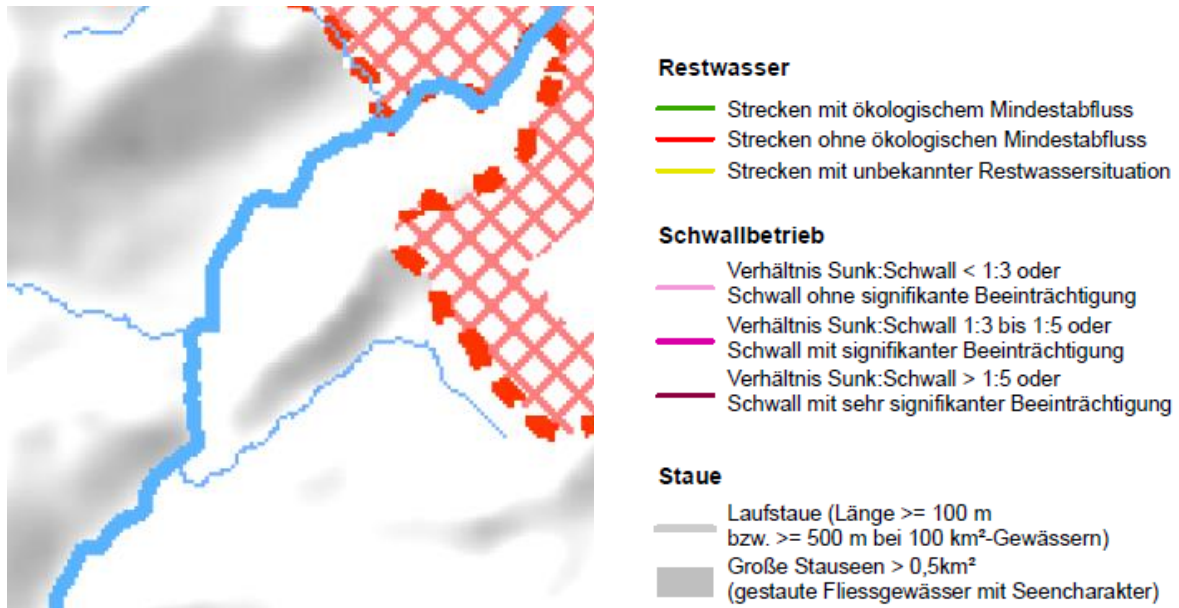 Restwasser
Strecken mit ökologischem Mindestabfluss
Strecken ohne ökologischen Mindestabfluss
Strecken mit unbekannter Restwassersituation
Schwallbetrieb
Verhältnis Sunk:Schwall < 1:3 oder
Schwall ohne signifikante Beeinträchtigung
Verhältnis Sunk:Schwall 1:3 bis 1:5 oder
Schwall mit signifikanter Beeinträchtigung
Verhältnis Sunk:Schwall > 1:5 oder
Schwall mit sehr signifikanter Beeinträchtigung
Staue
Laufstaue (Länge >= 100 m
bzw. >= 500 m bei 100 km²-Gewässern)
Große Stauseen > 0,5km²
(gestaute Fliessgewässer mit Seencharakter)